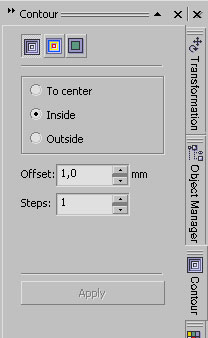 Contour
To center
Inside
Outside
Offset: 1,0 mm
Steps: 1
Apply
Transformation
Object Manager
Contour